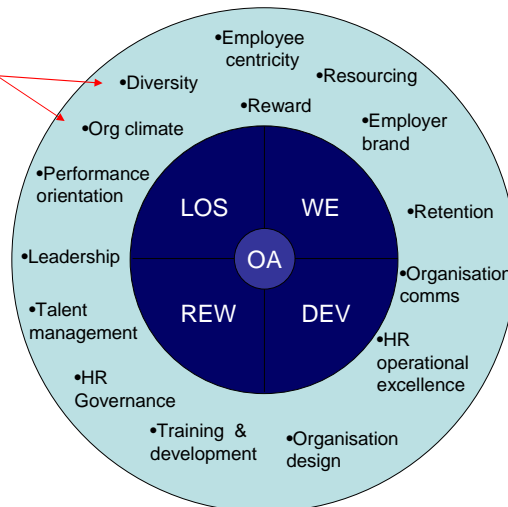 •Employee
centricity
•Diversity
•Resourcing
•Reward
•Org climate
•Employer
brand
•Performance
orientation
LOS
WE
•Retention
•Leadership
OA
•Organisation
comms
•Talent
management
REW
DEV
•HR
operational
excellence
•HR
Governance
•Training &
development
•Organisation
design